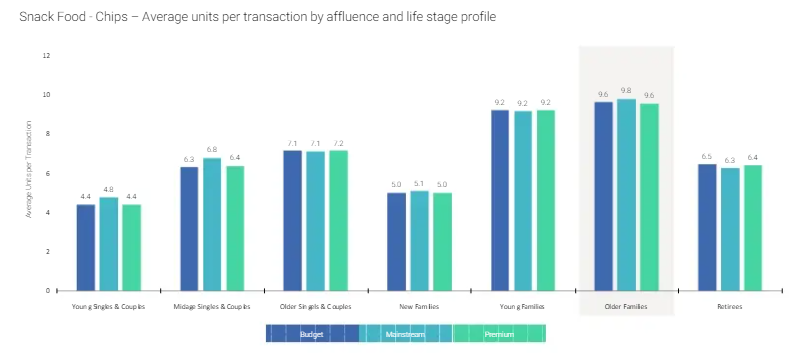 Snack Food - Chips – Average units per transaction by affluence and life stage profile
Average Units per Transaction
12
10
8
6
4
2
0
4.4 4.8 4.4
6.3 6.8 6.4
7.1 7.1 7.2
5.0 5.1 5.0
9.2 9.2 9.2
9.6 9.8 9.6
6.5 6.3 6.4
Young Singles & Couples Midage Singles & Couples Older Singels & Couples New Families Young Families Older Families Retirees
Budget Mainstream Premium